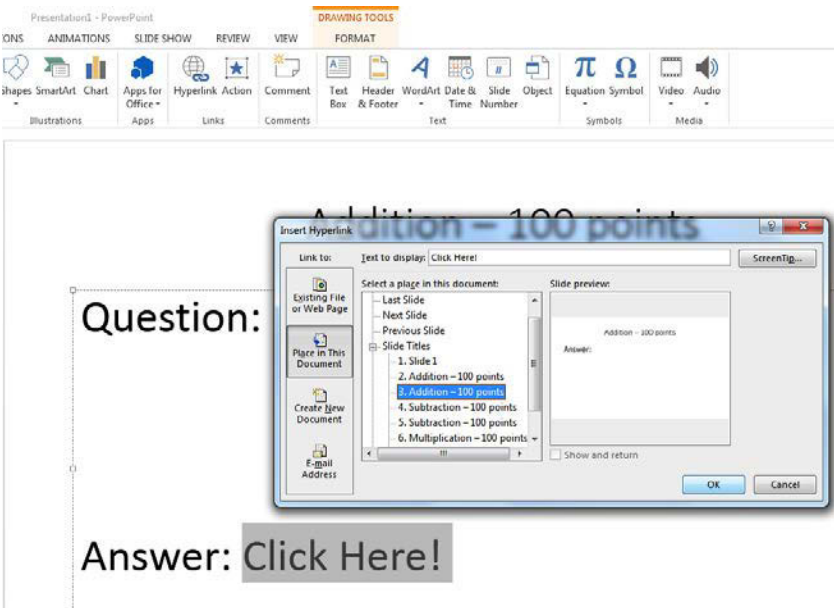 Presentation1 - PowerPoint
DRAWING TOOLS
ONS ANIMATIONS SLIDE SHOW REVIEW VIEW FORMAT
Shapes SmartArt Chart Apps for Office Hyperlink Action Comment Text Box Header & Footer WordArt Date & Time Slide Number Object Equation Symbol Video Audio
Illustrations Apps Links Comments Text Symbols Media
Addition – 100 points
Insert Hyperlink
Link to: Text to display: Click Here! ScreenTip...
Existing File or Web Page
Place in This Document
Create New Document
E-mail Address
Select a place in this document:
Last Slide
Next Slide
Previous Slide
Slide Titles
1. Slide 1
2. Addition – 100 points
3. Addition – 100 points
4. Subtraction – 100 points
5. Subtraction – 100 points
6. Multiplication – 100 points
Slide preview:
Addition – 100 points
Answer:
Show and return
OK Cancel
Question:
Answer: Click Here!